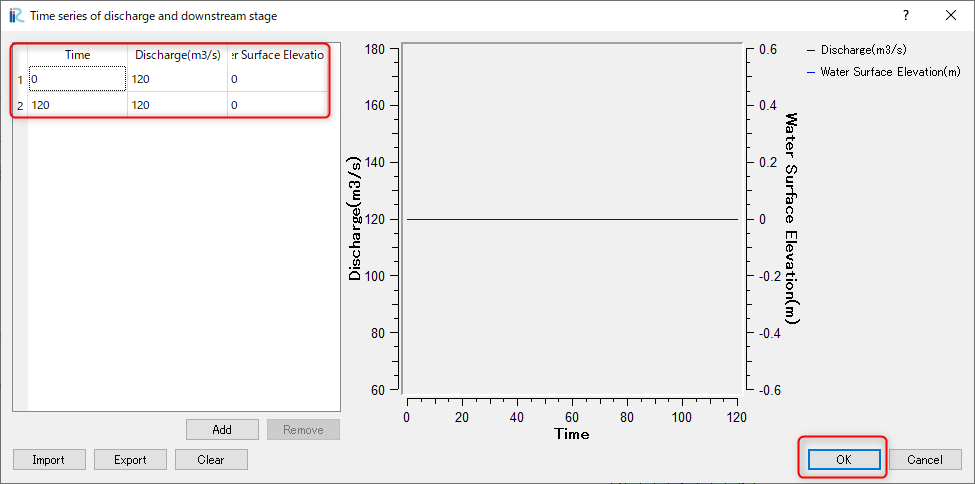 Time series of discharge and downstream stage
?
Time Discharge(m3/s) er Surface Elevatio
1 0 120 0
2 120 120 0
Add Remove
Import Export Clear
Discharge(m3/s)
180
160
140
120
100
80
60
0 20 40 60 80 100 120
Time
0.6
0.4
0.2
0
-0.2
-0.4
-0.6
Water Surface Elevation(m)
Discharge(m3/s)
Water Surface Elevation(m)
OK Cancel